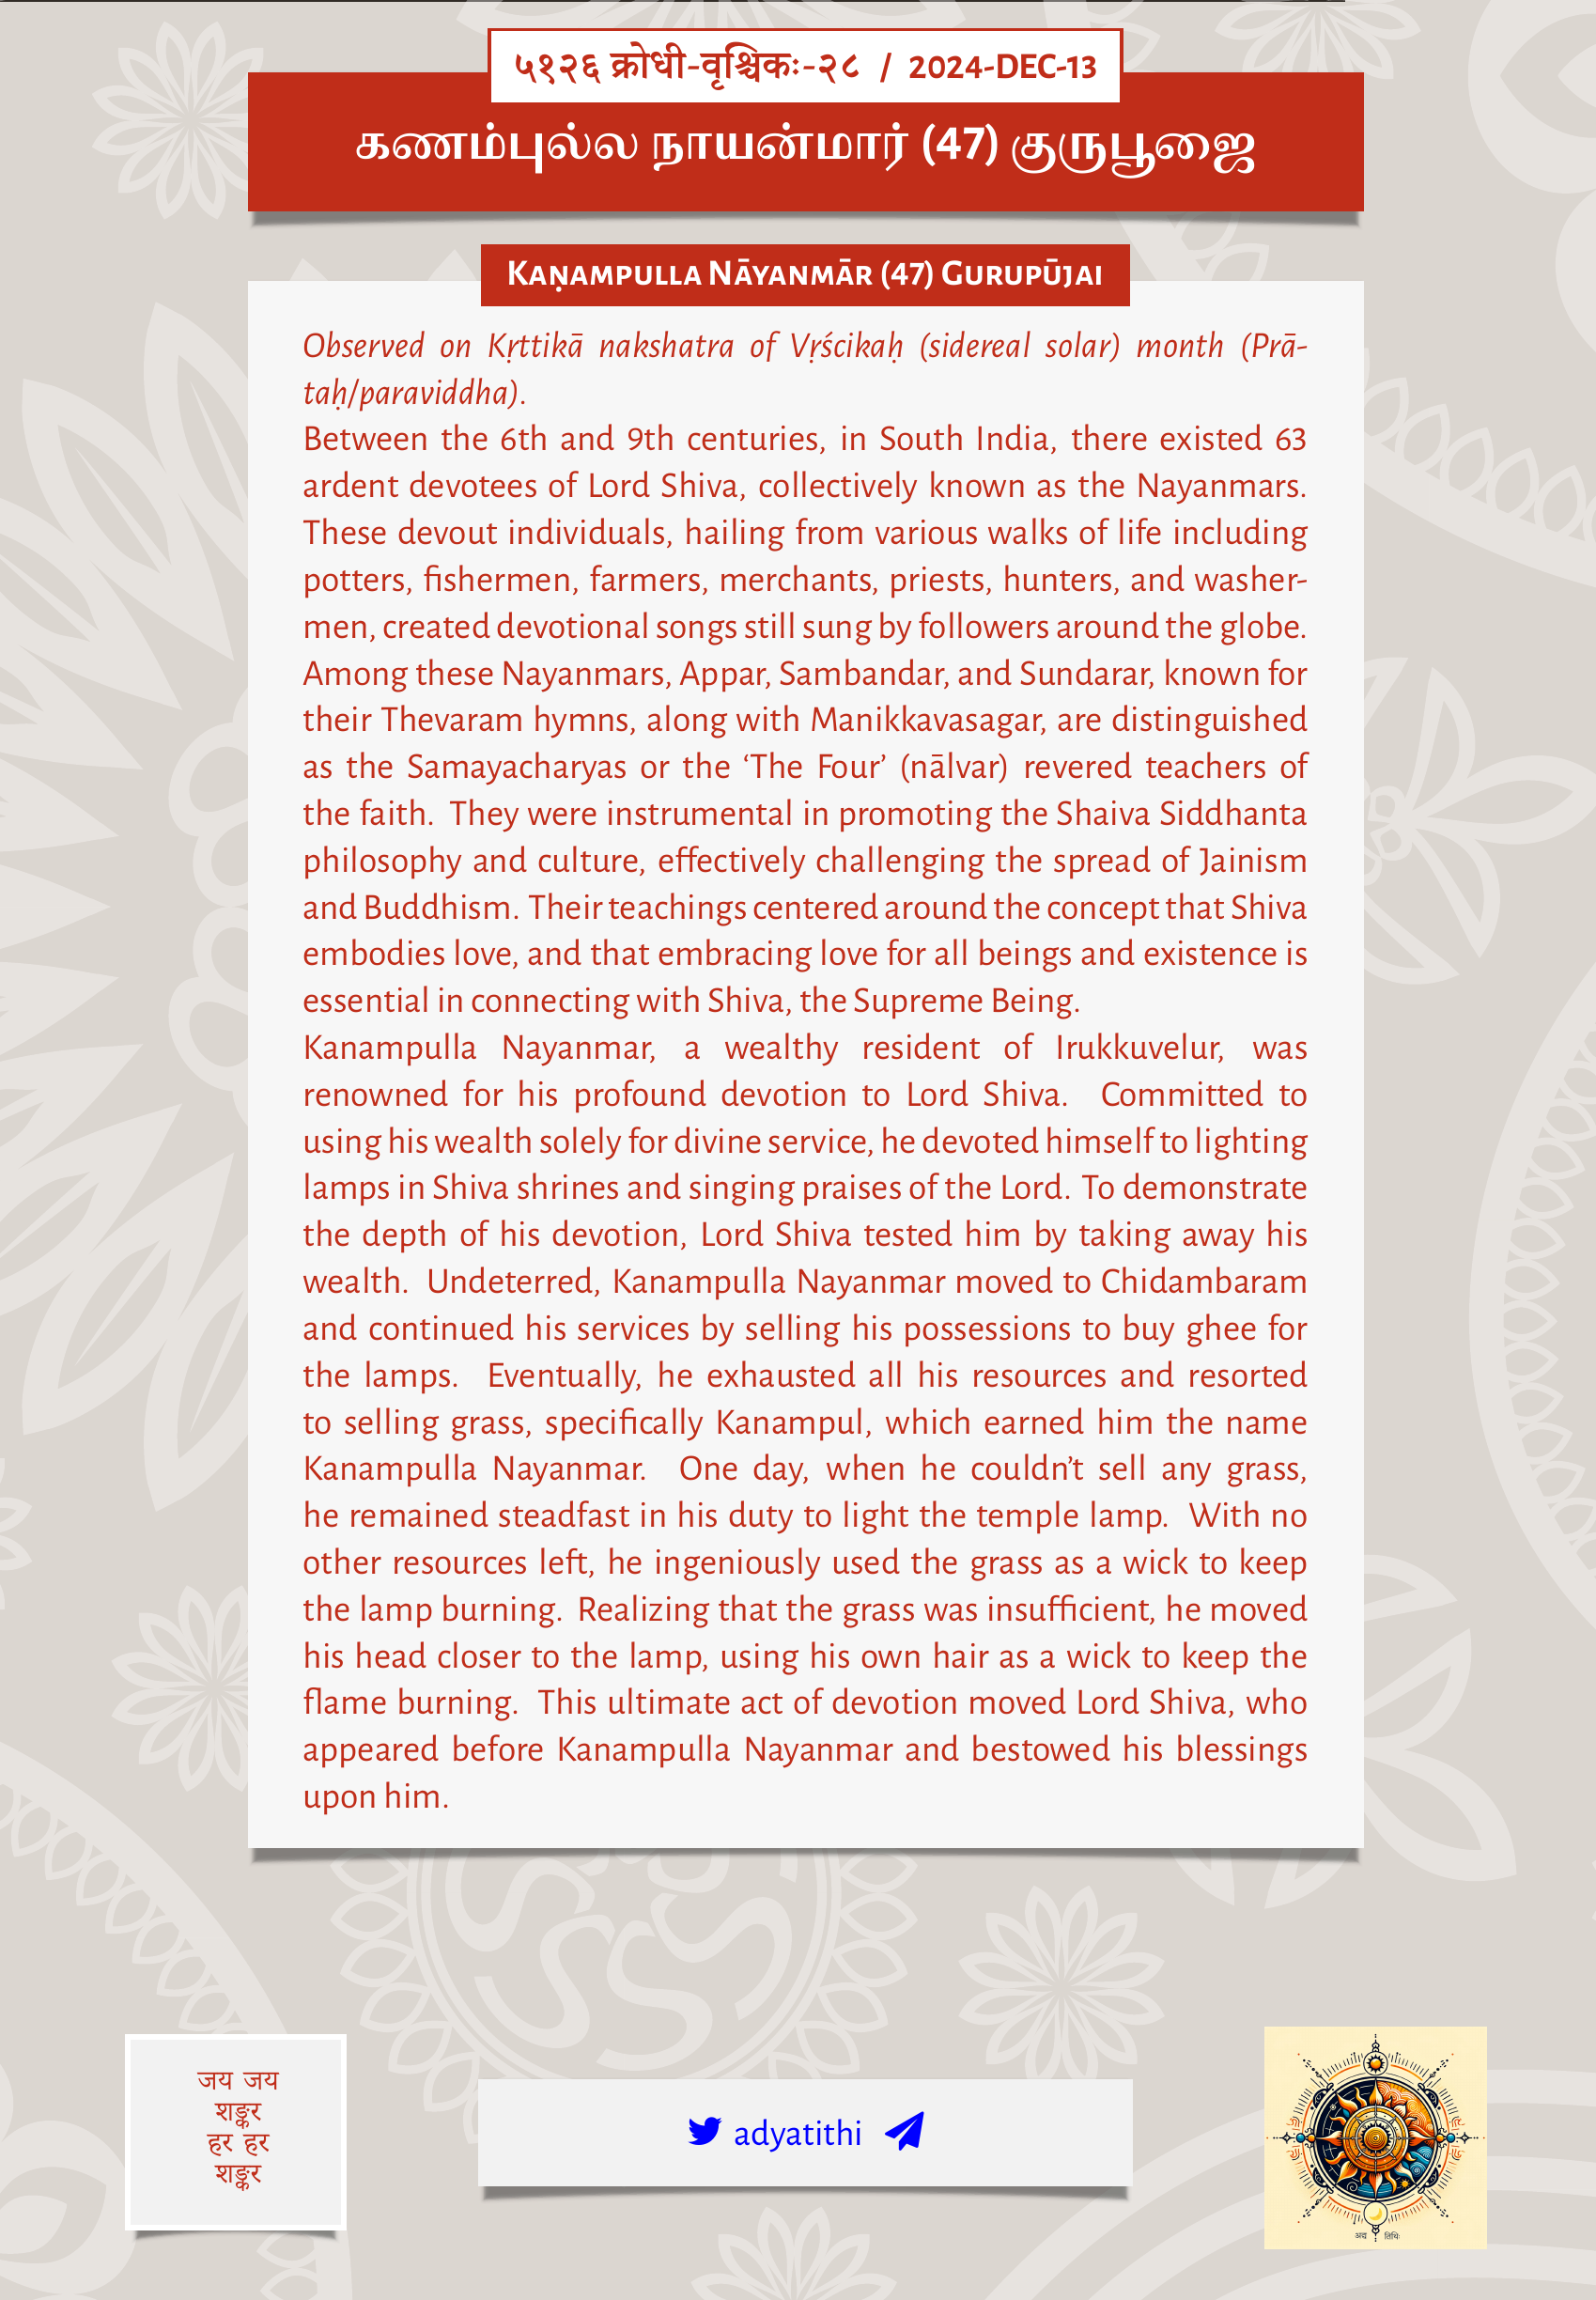 ५१२६ क्रोधी-वृश्चिकः-२८ / 2024-DEC-13
கணம்புல்ல நாயன்மார் (47) குருபூஜை
Kaṇampulla Nāyanmār (47) Gurupūjai
Observed on Kṛttikā nakshatra of Vṛścikaḥ (sidereal solar) month (Prā-
taḥ/paraviddha).
Between the 6th and 9th centuries, in South India, there existed 63
ardent devotees of Lord Shiva, collectively known as the Nayanmars.
These devout individuals, hailing from various walks of life including
potters, fishermen, farmers, merchants, priests, hunters, and washer-
men, created devotional songs still sung by followers around the globe.
Among these Nayanmars, Appar, Sambandar, and Sundarar, known for
their Thevaram hymns, along with Manikkavasagar, are distinguished
as the Samayacharyas or the ‘The Four’ (nālvar) revered teachers of
the faith. They were instrumental in promoting the Shaiva Siddhanta
philosophy and culture, effectively challenging the spread of Jainism
and Buddhism. Their teachings centered around the concept that Shiva
embodies love, and that embracing love for all beings and existence is
essential in connecting with Shiva, the Supreme Being.
Kanampulla Nayanmar, a wealthy resident of Irukkuvelur, was
renowned for his profound devotion to Lord Shiva. Committed to
using his wealth solely for divine service, he devoted himself to lighting
lamps in Shiva shrines and singing praises of the Lord. To demonstrate
the depth of his devotion, Lord Shiva tested him by taking away his
wealth. Undeterred, Kanampulla Nayanmar moved to Chidambaram
and continued his services by selling his possessions to buy ghee for
the lamps. Eventually, he exhausted all his resources and resorted
to selling grass, specifically Kanampul, which earned him the name
Kanampulla Nayanmar. One day, when he couldn’t sell any grass,
he remained steadfast in his duty to light the temple lamp. With no
other resources left, he ingeniously used the grass as a wick to keep
the lamp burning. Realizing that the grass was insufficient, he moved
his head closer to the lamp, using his own hair as a wick to keep the
flame burning. This ultimate act of devotion moved Lord Shiva, who
appeared before Kanampulla Nayanmar and bestowed his blessings
upon him.
जय जय
शङ्कर
हर हर
शङ्कर
adyatithi
अद्य तिथिः